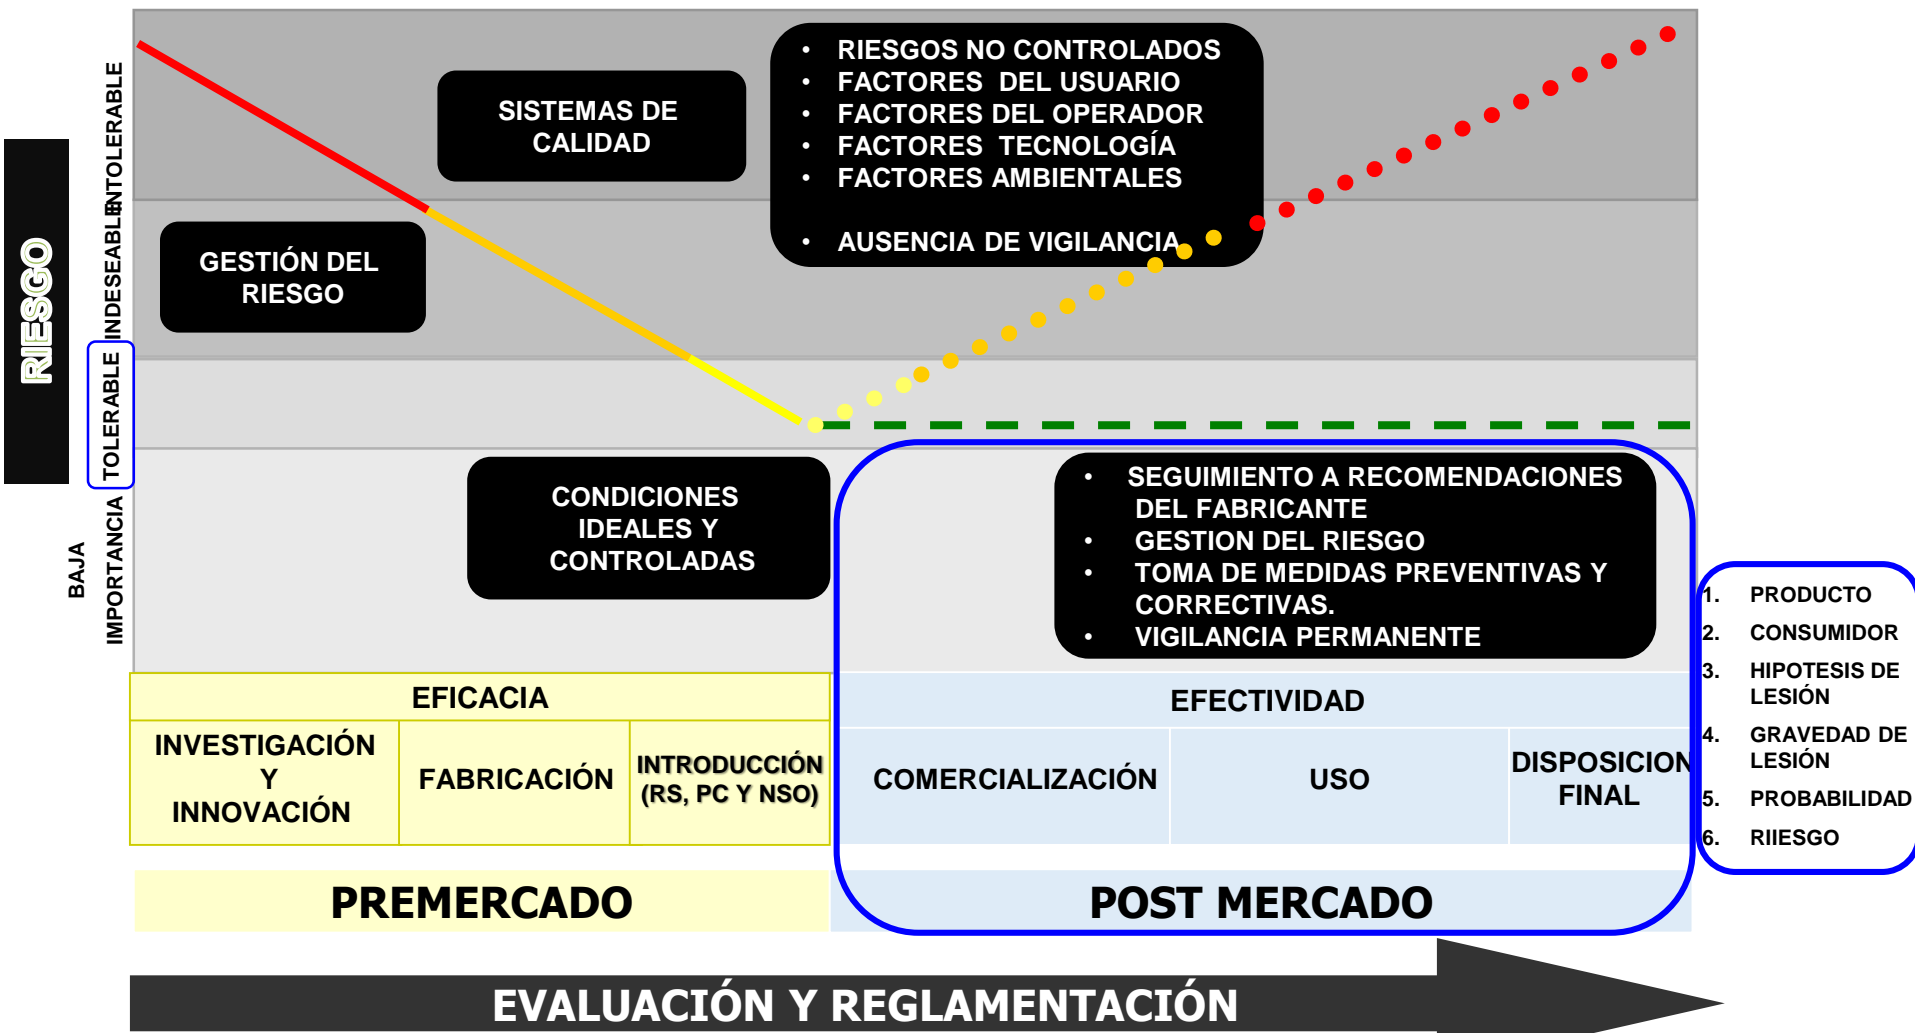 RIESGO
INTOLERABLE
INDESEABLE
TOLERABLE
BAJA
IMPORTANCIA
SISTEMAS DE
CALIDAD
• RIESGOS NO CONTROLADOS
• FACTORES DEL USUARIO
• FACTORES DEL OPERADOR
• FACTORES TECNOLOGÍA
• FACTORES AMBIENTALES
• AUSENCIA DE VIGILANCIA
GESTIÓN DEL
RIESGO
CONDICIONES
IDEALES Y
CONTROLADAS
• SEGUIMIENTO A RECOMENDACIONES
DEL FABRICANTE
• GESTION DEL RIESGO
• TOMA DE MEDIDAS PREVENTIVAS Y
CORRECTIVAS.
• VIGILANCIA PERMANENTE
1. PRODUCTO
2. CONSUMIDOR
3. HIPOTESIS DE
LESIÓN
4. GRAVEDAD DE
LESIÓN
5. PROBABILIDAD
6. RIIESGO
EFICACIA
EFECTIVIDAD
INVESTIGACIÓN
Y
INNOVACIÓN
FABRICACIÓN
INTRODUCCIÓN
(RS, PC Y NSO)
COMERCIALIZACIÓN
USO
DISPOSICION
FINAL
PREMERCADO
POST MERCADO
EVALUACIÓN Y REGLAMENTACIÓN